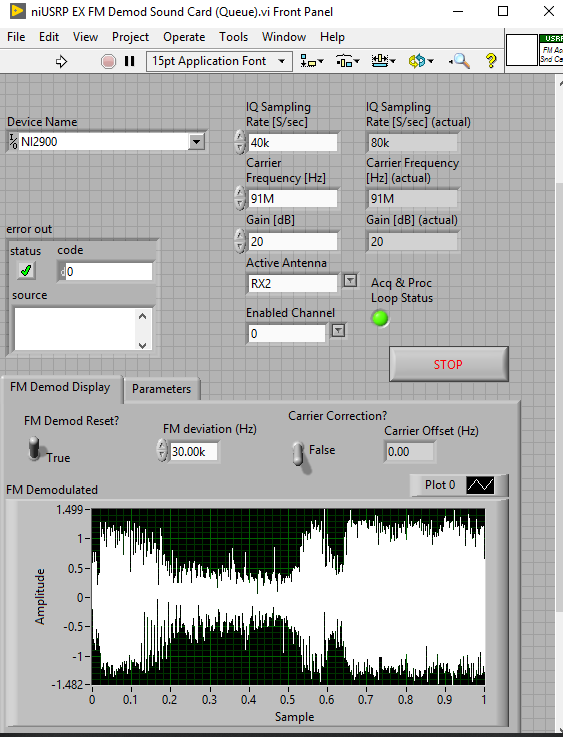 niUSRP EX FM Demod Sound Card (Queue).vi Front Panel
File Edit View Project Operate Tools Window Help
15pt Application Font
USRP
FM Ac
Snd Ca
Device Name
NI2900
IQ Sampling
Rate [S/sec]
40k
IQ Sampling
Rate [S/sec] (actual)
80k
Carrier
Frequency [Hz]
91M
Carrier Frequency
[Hz] (actual)
91M
Gain [dB]
20
Gain [dB] (actual)
20
error out
status code
0
source
Active Antenna
RX2
Acq & Proc
Loop Status
Enabled Channel
0
STOP
FM Demod Display Parameters
FM Demod Reset?
True
FM deviation (Hz)
30.00k
Carrier Correction?
False
Carrier Offset (Hz)
0.00
FM Demodulated
Plot 0
Amplitude
1.499
1
0.5
0
-0.5
-1
-1.482
0 0.1 0.2 0.3 0.4 0.5 0.6 0.7 0.8 0.9 1
Sample